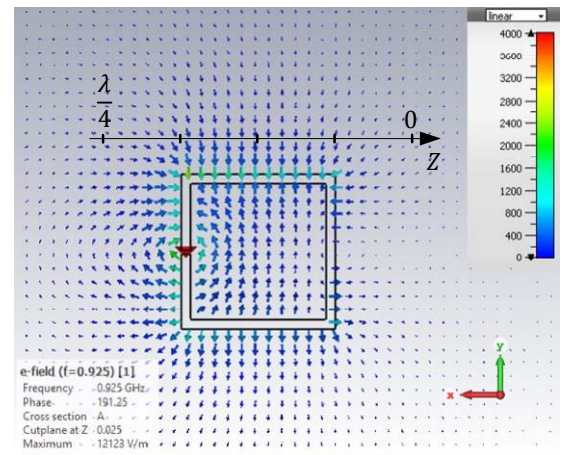 linear
4000
3600
3200
2800
2400
2000
1600
1200
800
400
0
λ
4
0
Z
y
x
e-field (f=0.925) [1]
Frequency 0.925 GHz
Phase 191.25
Cross section A
Cutplane at Z 0.025
Maximum 12123 V/m